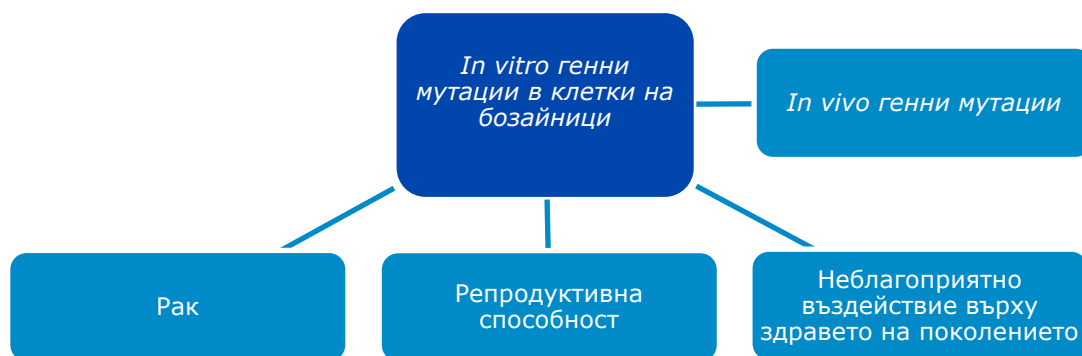 In vitro генни
мутации в клетки на
бозайници
In vivo генни мутации
Рак
Репродуктивна
способност
Неблагоприятно
въздействие върху
здравето на поколението